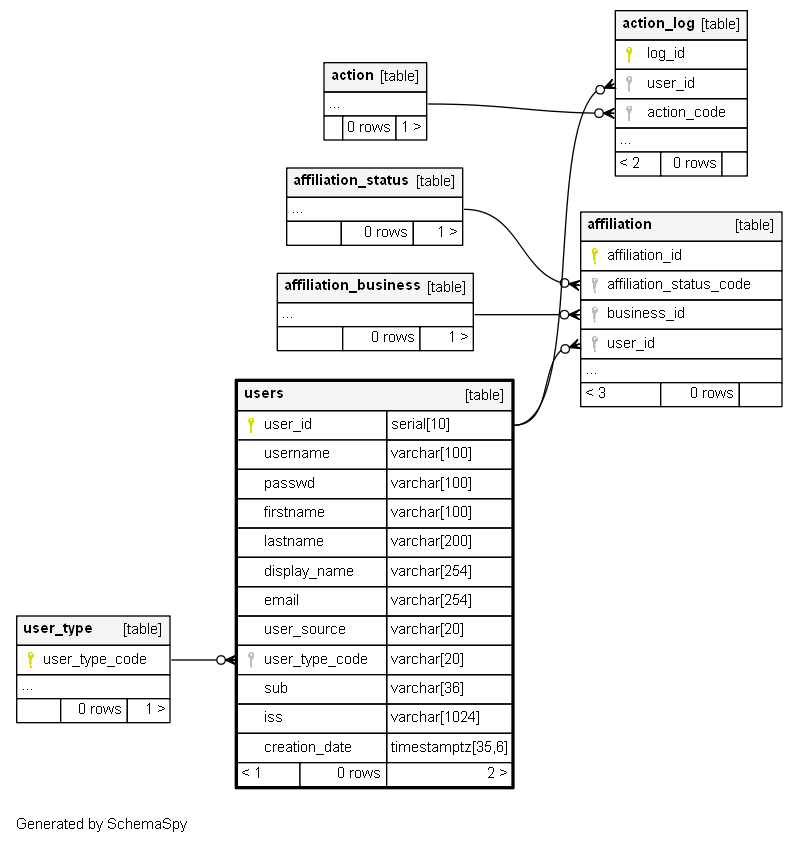 action_log [table]
log_id
user_id
action_code
...
< 2 0 rows
action [table]
...
0 rows 1 >
affiliation_status [table]
...
0 rows 1 >
affiliation [table]
affiliation_id
affiliation_status_code
business_id
user_id
...
< 3 0 rows
affiliation_business [table]
...
0 rows 1 >
users [table]
user_id serial[10]
username varchar[100]
passwd varchar[100]
firstname varchar[100]
lastname varchar[200]
display_name varchar[254]
email varchar[254]
user_source varchar[20]
user_type_code varchar[20]
sub varchar[36]
iss varchar[1024]
creation_date timestamptz[35,6]
< 1 0 rows 2 >
user_type [table]
user_type_code
...
0 rows 1 >
Generated by SchemaSpy